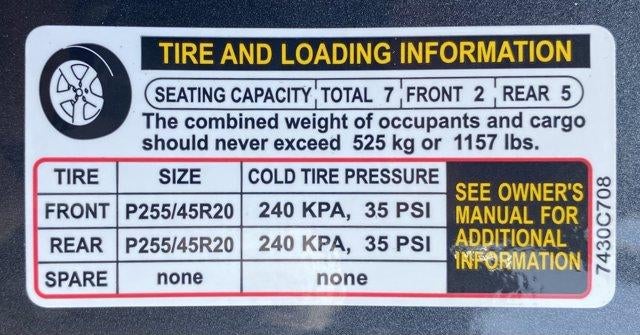 TIRE AND LOADING INFORMATION
SEATING CAPACITY TOTAL 7 FRONT 2 REAR 5
The combined weight of occupants and cargo
should never exceed 525 kg or 1157 lbs.
TIRE SIZE COLD TIRE PRESSURE
FRONT P255/45R20 240 KPA, 35 PSI
REAR P255/45R20 240 KPA, 35 PSI
SPARE none none
SEE OWNER'S
MANUAL FOR
ADDITIONAL
INFORMATION
7430C708